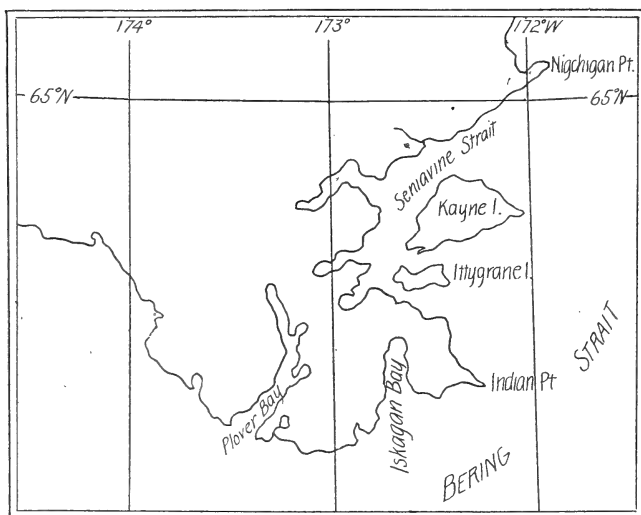 174°
173°
172°W
Nigchigan Pt.
65°N
65°N
Seniavine Strait
Kayne I.
Ittygrane I.
STRAIT
Indian Pt
Plover Bay
Iskagan Bay
BERING